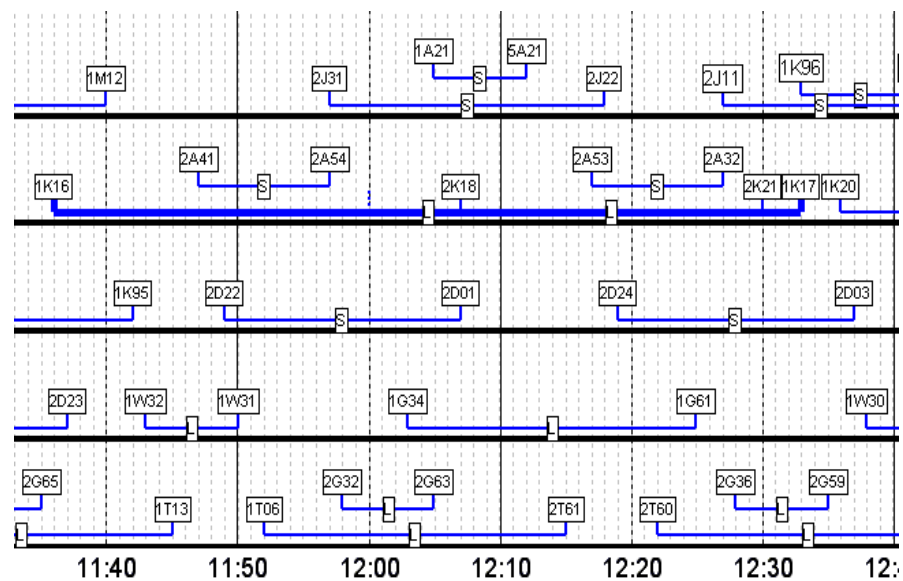 1A21 5A21
1M12 2J31 S 2J22 2J11 1K96
S S S
2A41 2A54 2A53 2A32
1K16 S 2K18 S 2K21 1K17 1K20
L L
1K95 2D22 2D01 2D24 2D03
S S
2D23 1W32 1W31 1G34 1G61 1W30
L L
2G65 2G32 2G63 2G36 2G59
1T13 1T06 L 2T61 2T60 L
L L L
11:40 11:50 12:00 12:10 12:20 12:30 12: